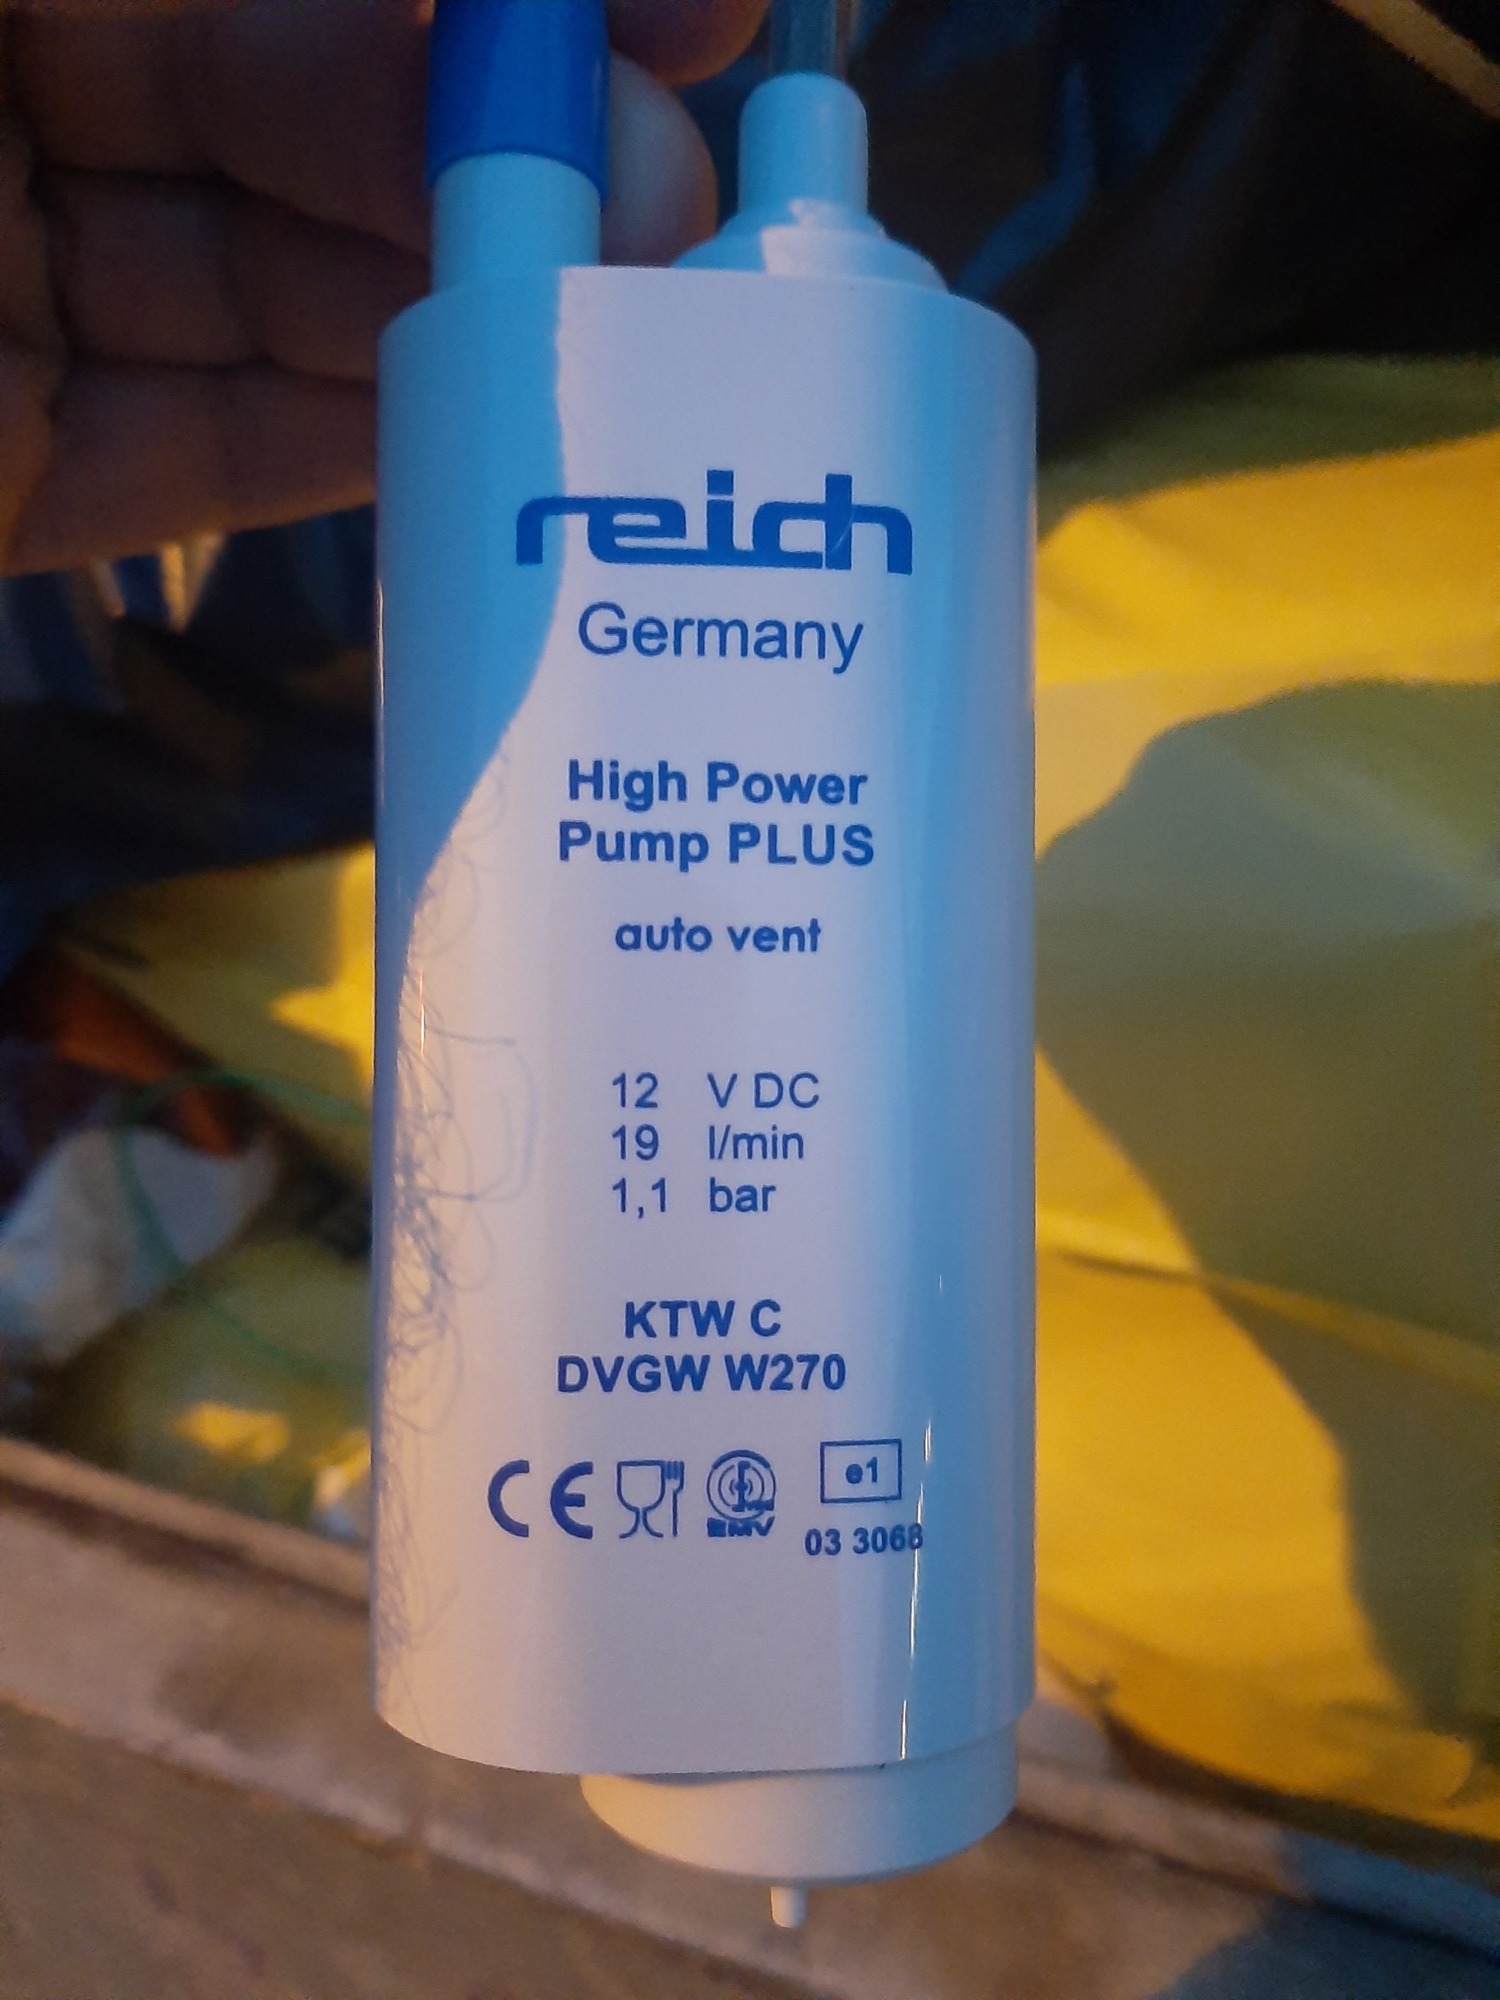 reich
Germany
High Power
Pump PLUS
auto vent
12 V DC
19 l/min
1,1 bar
KTW C
DVGW W270
CE
EMV
e1
03 3068